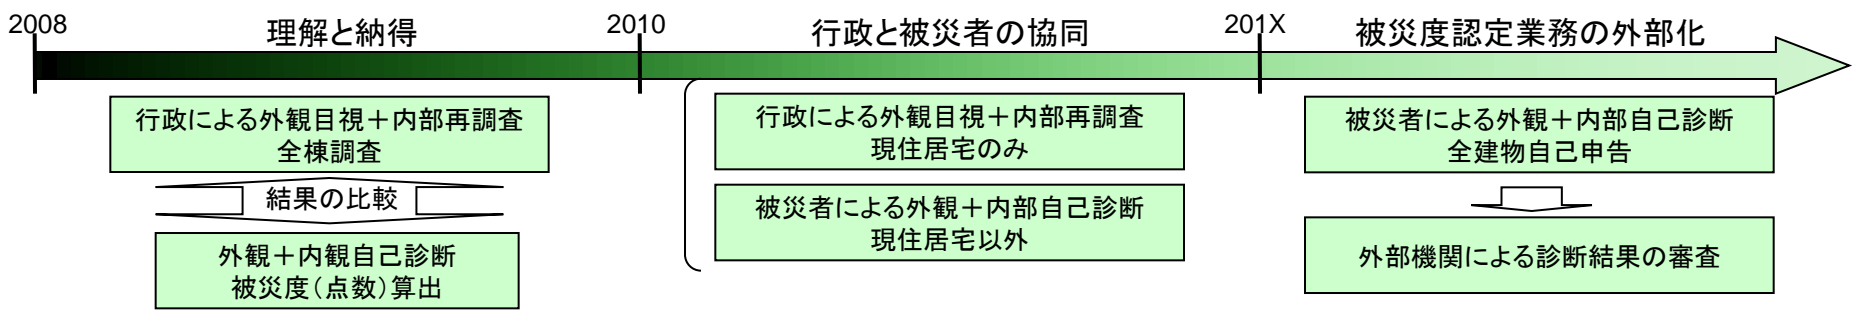 2008
理解と納得
2010
行政と被災者の協同
201X
被災度認定業務の外部化
行政による外観目視＋内部再調査
全棟調査
結果の比較
外観＋内観自己診断
被災度（点数）算出
行政による外観目視＋内部再調査
現住居宅のみ
被災者による外観＋内部自己診断
現住居宅以外
被災者による外観＋内部自己診断
全建物自己申告
外部機関による診断結果の審査